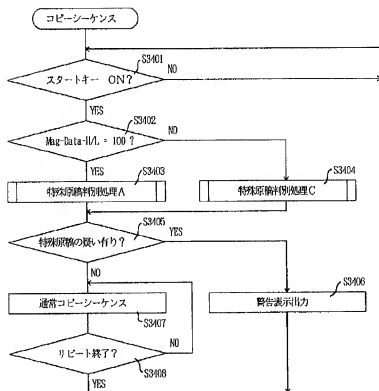 コピーシーケンス
S3401
スタートキー ON?
NO
YES
S3402
Mag-Data-H/L = 100 ?
NO
YES
S3403
S3404
特殊原稿判別処理A
特殊原稿判別処理C
S3405
特殊原稿の疑い有り?
YES
NO
通常コピーシーケンス
S3407
警告表示出力
S3406
リピート終了?
NO
S3408
YES